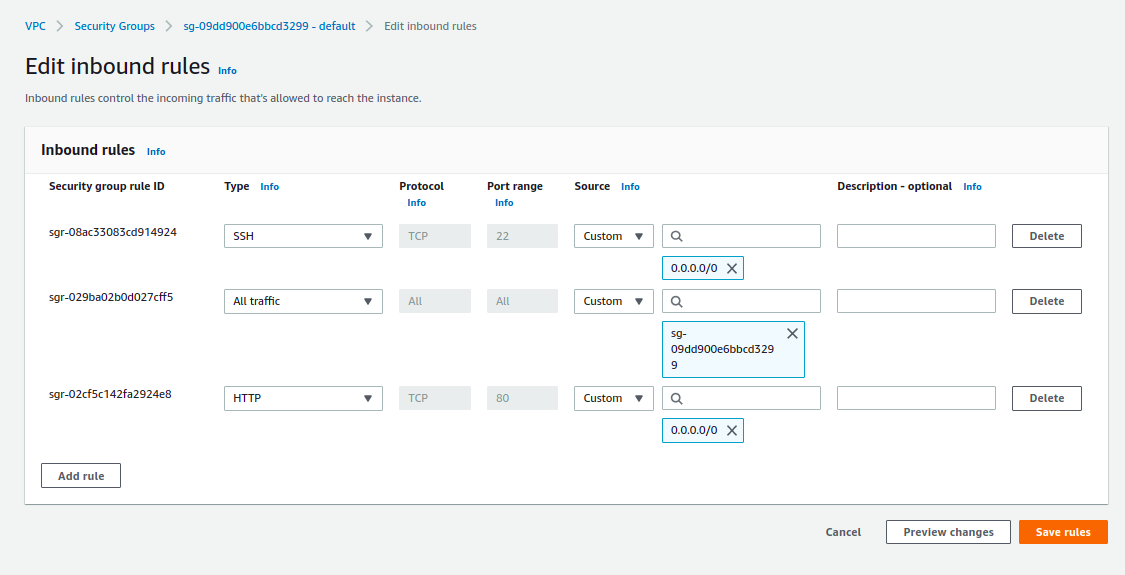 VPC > Security Groups > sg-09dd900e6bbcd3299 - default > Edit inbound rules
Edit inbound rules Info
Inbound rules control the incoming traffic that's allowed to reach the instance.
Inbound rules Info
Security group rule ID Type Info Protocol Port range Source Info Description - optional Info
Info Info
sgr-08ac33083cd914924 SSH TCP 22 Custom Delete
0.0.0.0/0
sgr-029ba02b0d027cff5 All traffic All All Custom Delete
sg-
09dd900e6bbcd329
9
sgr-02cf5c142fa2924e8 HTTP TCP 80 Custom Delete
0.0.0.0/0
Add rule
Cancel Preview changes Save rules